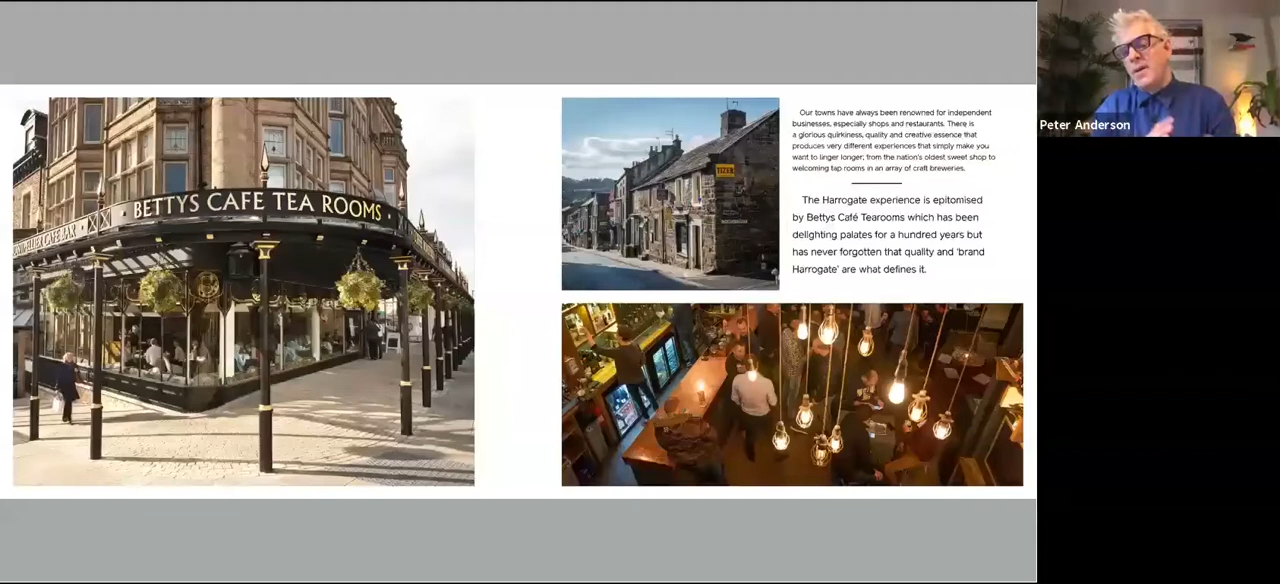 BETTYS CAFE TEA ROOMS
CAFE BAR
TIZER
Our towns have always been renowned for independent
businesses, especially shops and restaurants. There is
a glorious quirkiness, quality and creative essence that
produces very different experiences that simply make you
want to linger longer; from the nation's oldest sweet shop to
welcoming tap rooms in an array of craft breweries.
The Harrogate experience is epitomised
by Bettys Café Tearooms which has been
delighting palates for a hundred years but
has never forgotten that quality and 'brand
Harrogate' are what defines it.
Peter Anderson